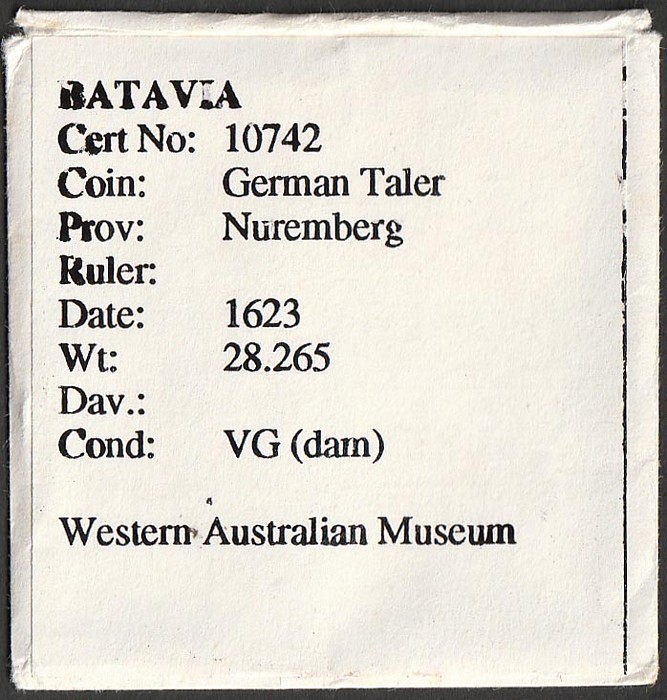 BATAVIA
Cert No: 10742
Coin: German Taler
Prov: Nuremberg
Ruler:
Date: 1623
Wt: 28.265
Dav.:
Cond: VG (dam)
Western Australian Museum